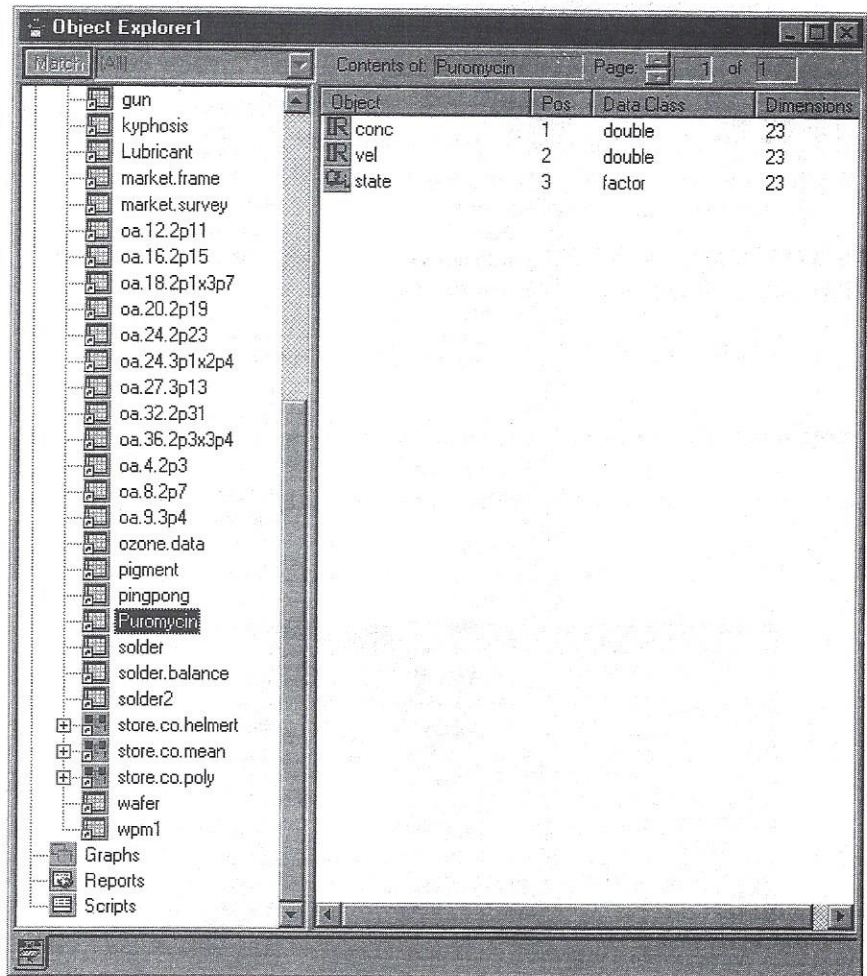 Object Explorer1
Match (All)
Contents of: Puromycin Page: 1 of 1
gun
kyphosis
Lubricant
market.frame
market.survey
oa.12.2p11
oa.16.2p15
oa.18.2p1x3p7
oa.20.2p19
oa.24.2p23
oa.24.3p1x2p4
oa.27.3p13
oa.32.2p31
oa.36.2p3x3p4
oa.4.2p3
oa.8.2p7
oa.9.3p4
ozone.data
pigment
pingpong
Puromycin
solder
solder.balance
solder2
store.co.helmert
store.co.mean
store.co.poly
wafer
wpm1
Graphs
Reports
Scripts
Object Pos Data Class Dimensions
conc 1 double 23
vel 2 double 23
state 3 factor 23